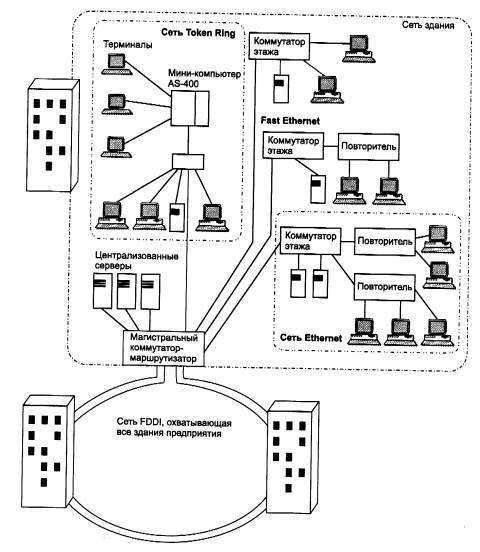 Сеть здания
Сеть Token Ring
Терминалы
Мини-компьютер
AS-400
Коммутатор
этажа
Fast Ethernet
Коммутатор
этажа
Повторитель
Коммутатор
этажа
Повторитель
Повторитель
Сеть Ethernet
Централизованные
серверы
Магистральный
коммутатор-
маршрутизатор
Сеть FDDI, охватывающая
все здания предприятия